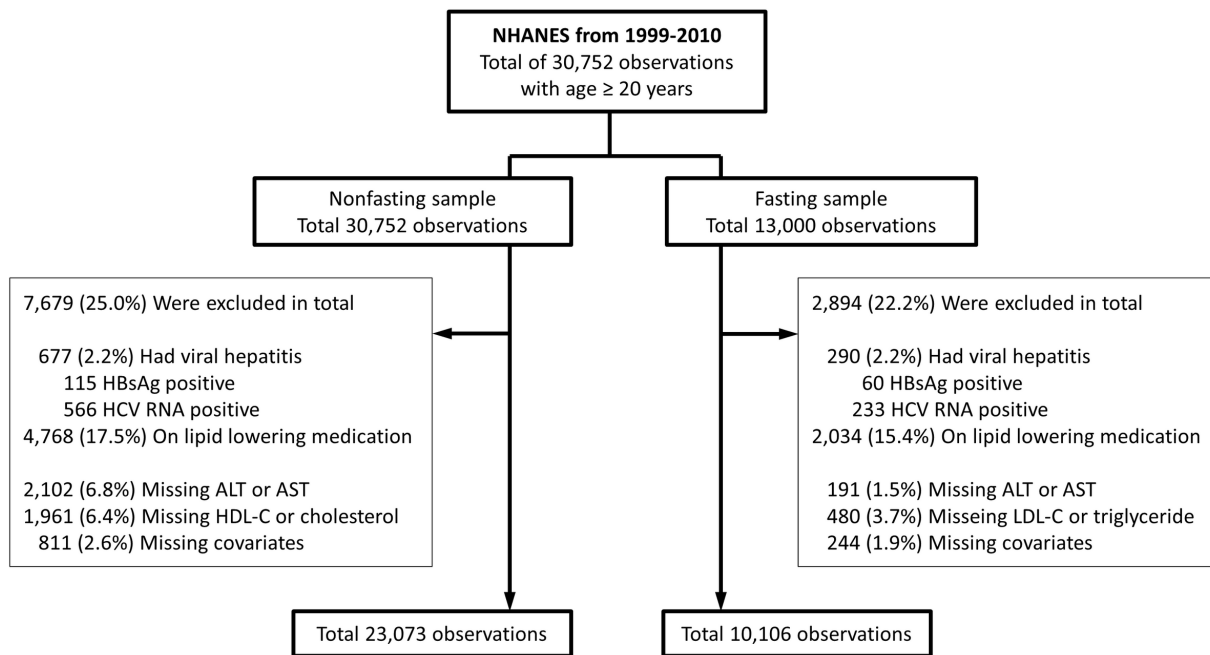 NHANES from 1999-2010
Total of 30,752 observations
with age ≥ 20 years
Nonfasting sample
Total 30,752 observations
Fasting sample
Total 13,000 observations
7,679 (25.0%) Were excluded in total
677 (2.2%) Had viral hepatitis
115 HBsAg positive
566 HCV RNA positive
4,768 (17.5%) On lipid lowering medication
2,102 (6.8%) Missing ALT or AST
1,961 (6.4%) Missing HDL-C or cholesterol
811 (2.6%) Missing covariates
2,894 (22.2%) Were excluded in total
290 (2.2%) Had viral hepatitis
60 HBsAg positive
233 HCV RNA positive
2,034 (15.4%) On lipid lowering medication
191 (1.5%) Missing ALT or AST
480 (3.7%) Misseing LDL-C or triglyceride
244 (1.9%) Missing covariates
Total 23,073 observations
Total 10,106 observations